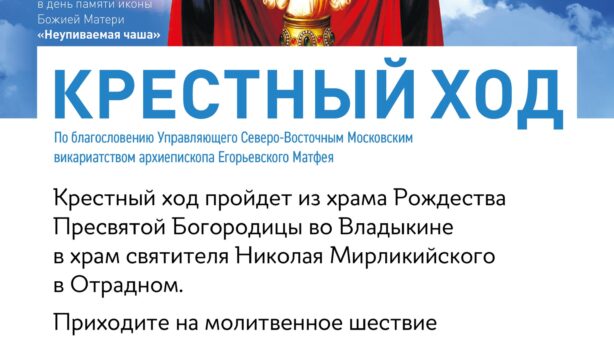 в день памяти иконы
Божией Матери
«Неупиваемая чаша»
КРЕСТНЫЙ ХОД
По благословению Управляющего Северо-Восточным Московским
викариатством архиепископа Егорьевского Матфея
Крестный ход пройдет из храма Рождества
Пресвятой Богородицы во Владыкине
в храм святителя Николая Мирликийского
в Отрадном.
Приходите на молитвенное шествие